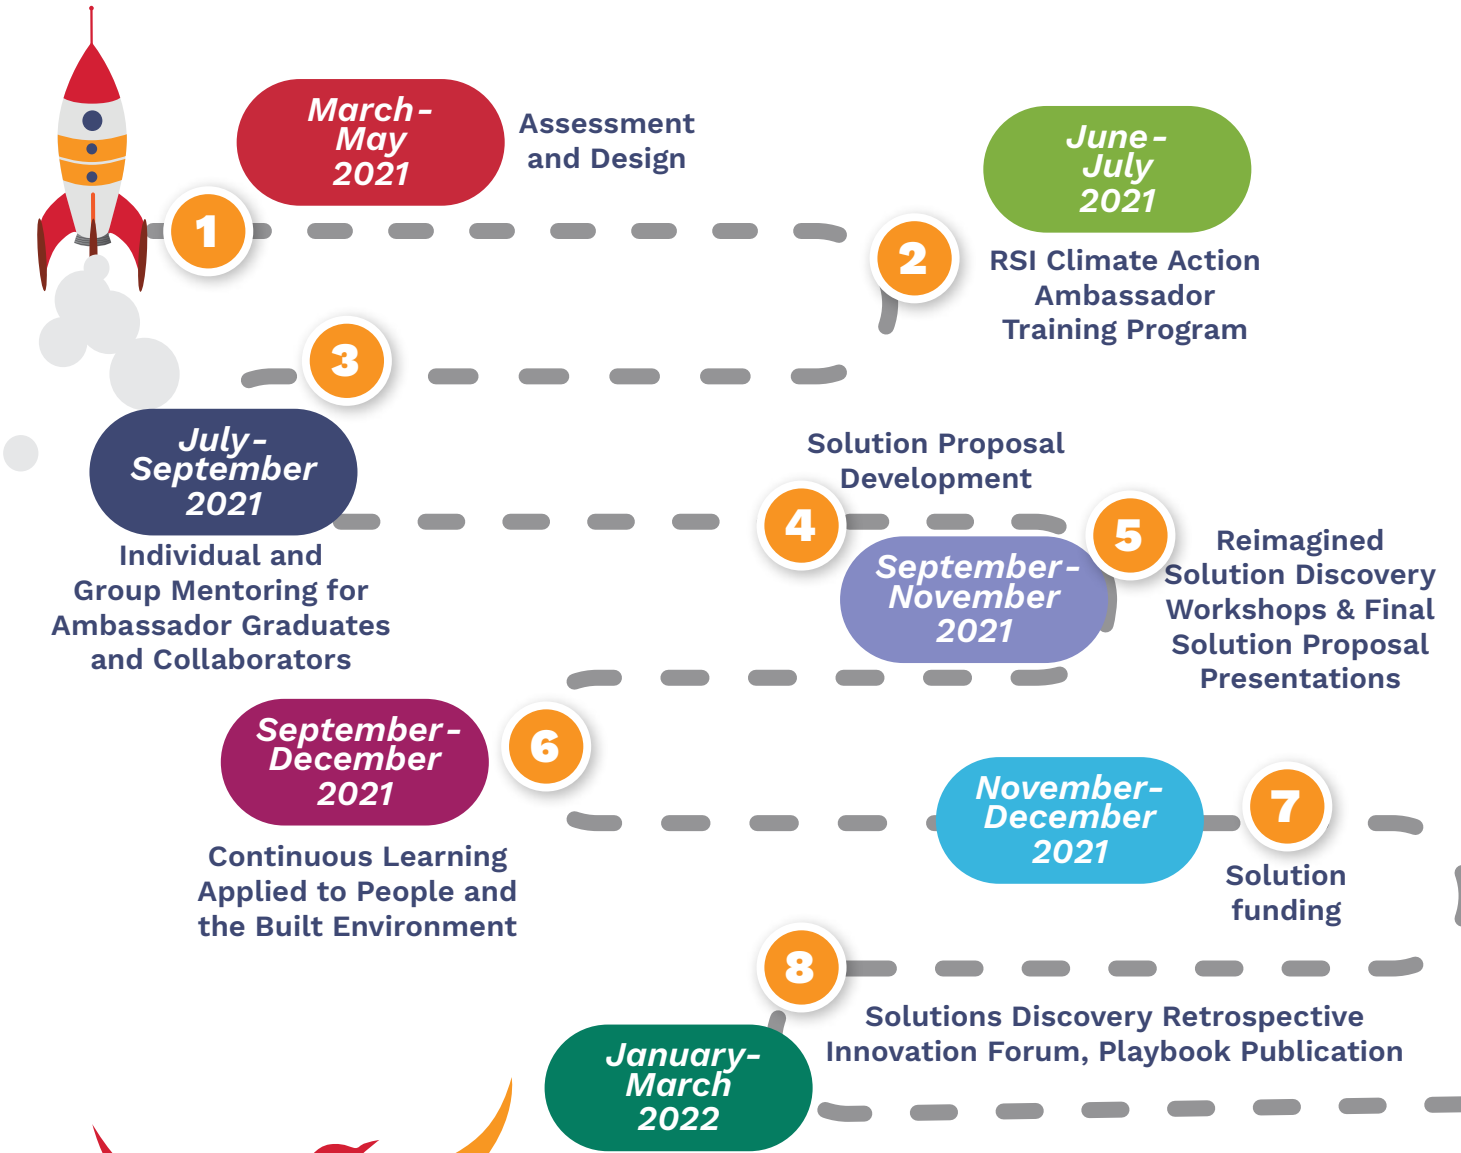 1
March-
May
2021
Assessment
and Design
2
June-
July
2021
RSI Climate Action
Ambassador
Training Program
3
July-
September
2021
Individual and
Group Mentoring for
Ambassador Graduates
and Collaborators
4
Solution Proposal
Development
September-
November
2021
5
Reimagined
Solution Discovery
Workshops & Final
Solution Proposal
Presentations
6
September-
December
2021
Continuous Learning
Applied to People and
the Built Environment
November-
December
2021
7
Solution
funding
8
Solutions Discovery Retrospective
Innovation Forum, Playbook Publication
January-
March
2022